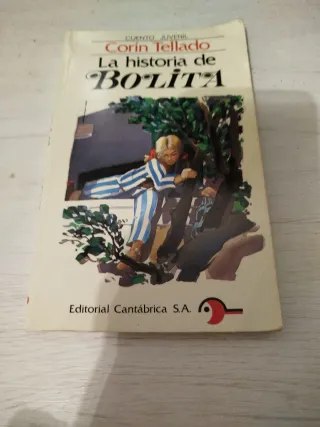 CUENTO JUVENIL
Corín Tellado
La historia de
BOLITA
Editorial Cantábrica S.A.